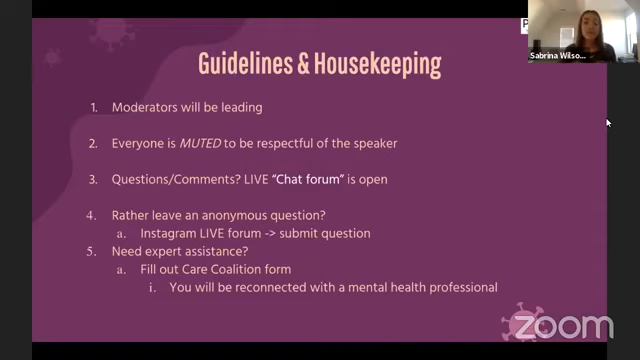 P
Sabrina Wilso...
Guidelines & Housekeeping
1. Moderators will be leading
2. Everyone is MUTED to be respectful of the speaker
3. Questions/Comments? LIVE “Chat forum” is open
4. Rather leave an anonymous question?
a. Instagram LIVE forum -> submit question
5. Need expert assistance?
a. Fill out Care Coalition form
i. You will be reconnected with a mental health professional
zoom